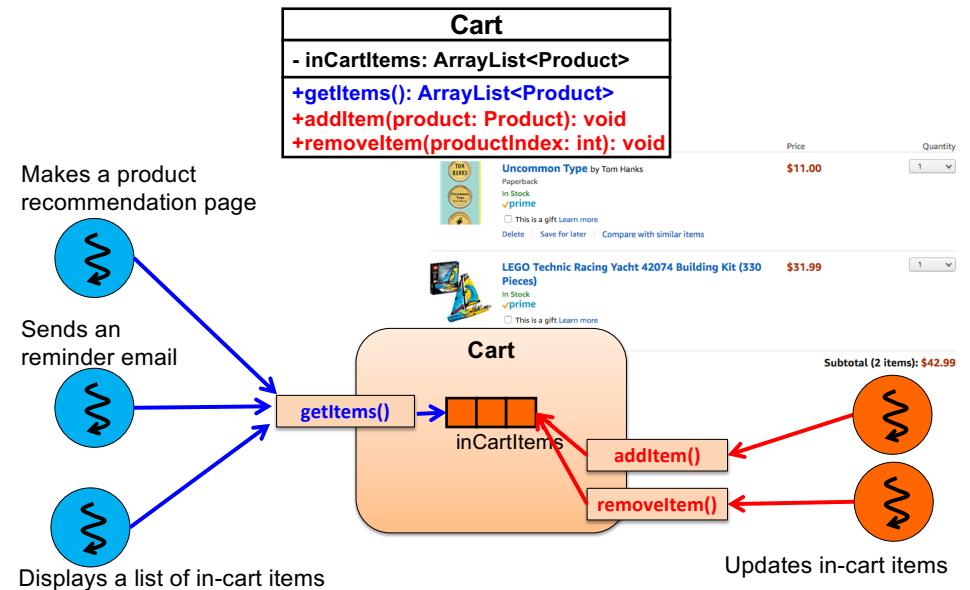 Cart
- inCartItems: ArrayList<Product>
+getItems(): ArrayList<Product>
+addItem(product: Product): void
+removeItem(productIndex: int): void
Price
Quantity
TOM
HANKS
Uncommon Type by Tom Hanks
$11.00
1
Paperback
In Stock
prime
This is a gift Learn more
Delete
Save for later
Compare with similar items
LEGO Technic Racing Yacht 42074 Building Kit (330
Pieces)
$31.99
1
In Stock
prime
This is a gift Learn more
Subtotal (2 items): $42.99
Makes a product
recommendation page
Sends an
reminder email
Displays a list of in-cart items
Cart
getItems()
inCartItems
addItem()
removeItem()
Updates in-cart items